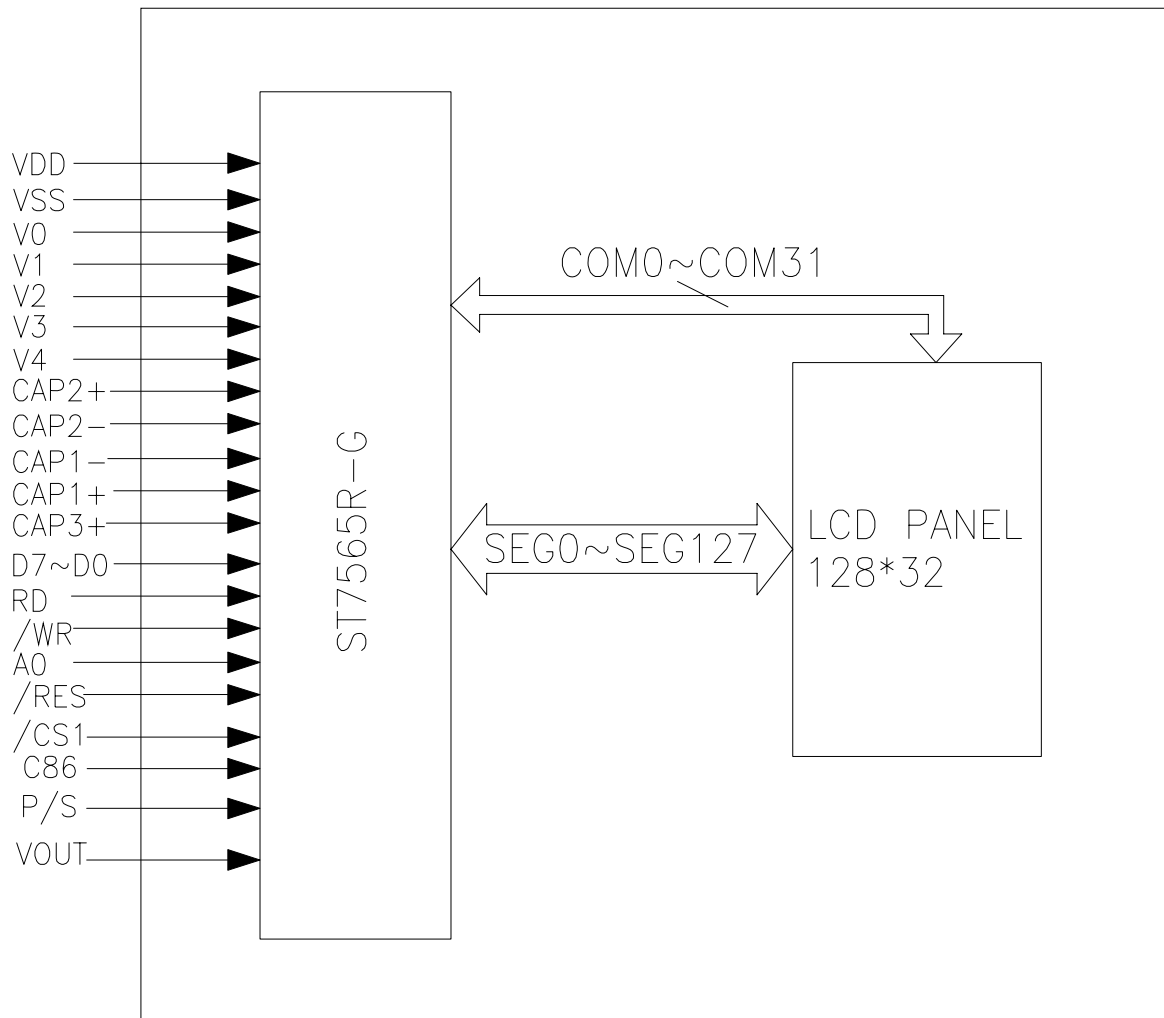 VDD
VSS
V0
V1
V2
V3
V4
CAP2+
CAP2-
CAP1-
CAP1+
CAP3+
D7~D0
RD
/WR
A0
/RES
/CS1
C86
P/S
VOUT
ST7565R-G
COM0~COM31
SEG0~SEG127
LCD PANEL
128*32